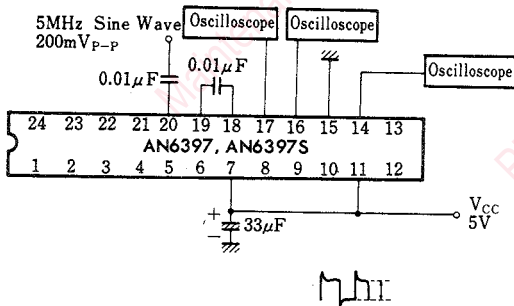 5MHz Sine Wave
200mVP-P
Oscilloscope
Oscilloscope
Oscilloscope
0.01μF
0.01μF
24 23 22 21 20 19 18 17 16 15 14 13
AN6397, AN6397S
1 2 3 4 5 6 7 8 9 10 11 12
+
−
33μF
VCC
5V